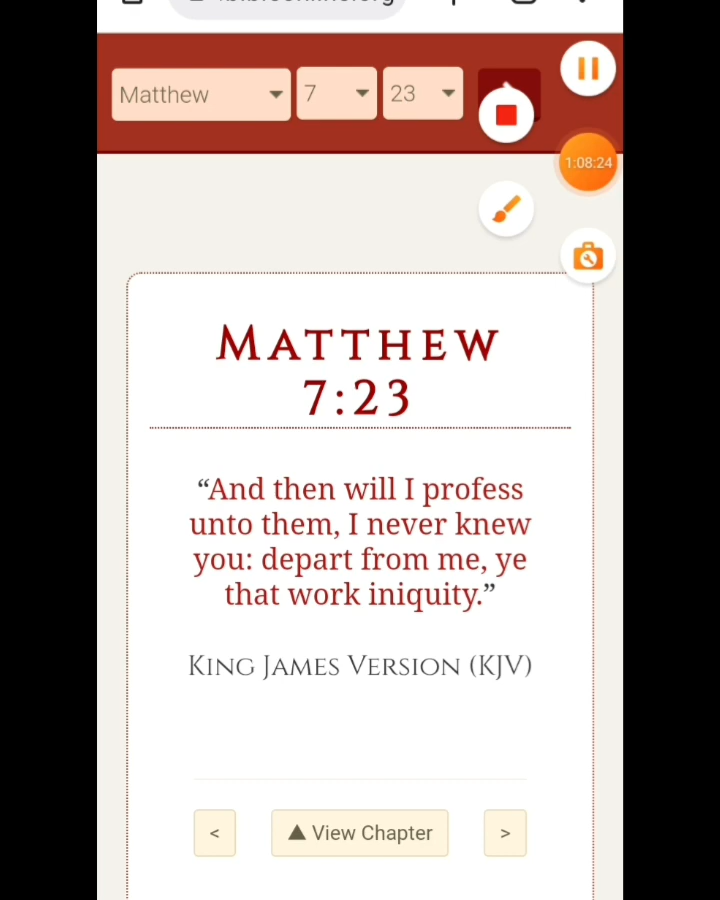 Matthew 7 23
1:08:24
MATTHEW
7:23
“And then will I profess
unto them, I never knew
you: depart from me, ye
that work iniquity.”
KING JAMES VERSION (KJV)
< ▲ View Chapter >